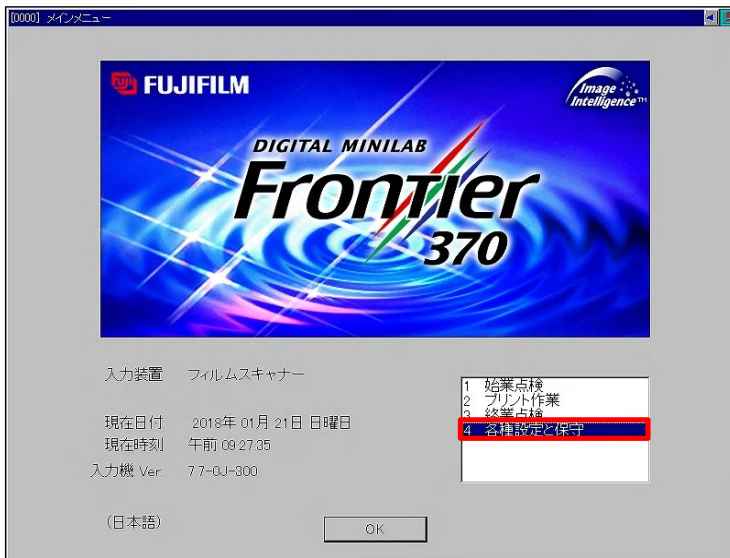 [0000] メインメニュー
FUJI FUJIFILM
Image Intelligence™
DIGITAL MINILAB
Frontier
370
入力装置 フィルムスキャナー
現在日付 2018年 01月 21日 日曜日
現在時刻 午前 09:27:35
入力機 Ver. 7.7-0J-300
1 始業点検
2 プリント作業
3 終業点検
4 各種設定と保守
(日本語)
OK